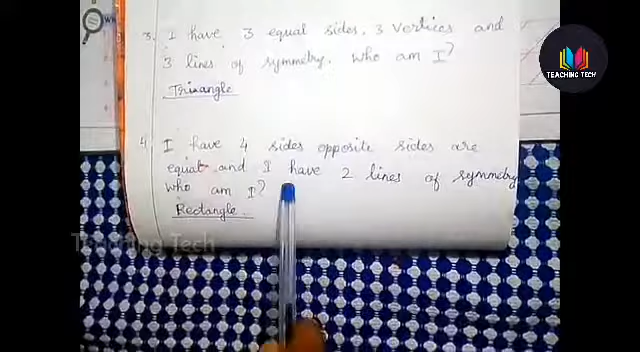 3. I have 3 equal sides, 3 vertices and
3 lines of symmetry. Who am I?
Triangle
4. I have 4 sides opposite sides are
equal and I have 2 lines of symmetry
who am I?
Rectangle.
TEACHING TECH
Teaching Tech